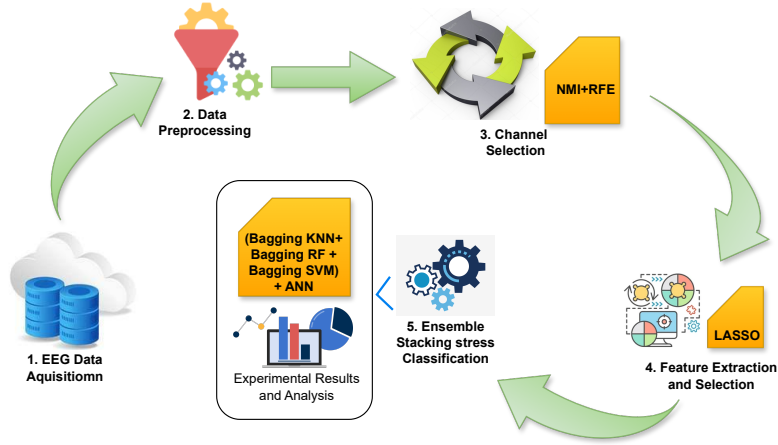 1. EEG Data
Aquisitiomn
2. Data
Preprocessing
3. Channel
Selection
NMI+RFE
4. Feature Extraction
and Selection
LASSO
5. Ensemble
Stacking stress
Classification
(Bagging KNN+
Bagging RF +
Bagging SVM)
+ ANN
Experimental Results
and Analysis